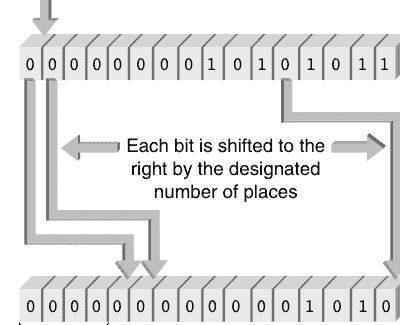 0 0 0 0 0 0 0 0 1 0 1 0 1 0 1 1
Each bit is shifted to the
right by the designated
number of places
0 0 0 0 0 0 0 0 0 0 0 0 1 0 1 0